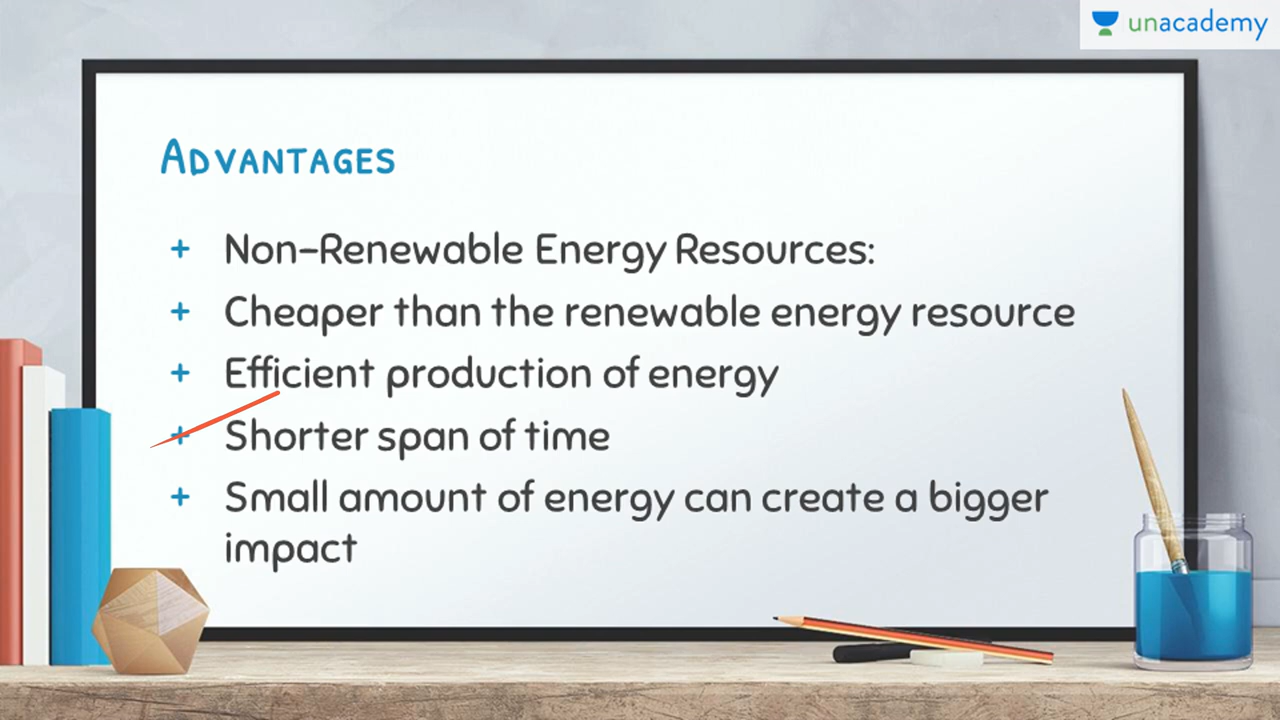 unacademy
Advantages
+ Non-Renewable Energy Resources:
+ Cheaper than the renewable energy resource
+ Efficient production of energy
+ Shorter span of time
+ Small amount of energy can create a bigger
impact